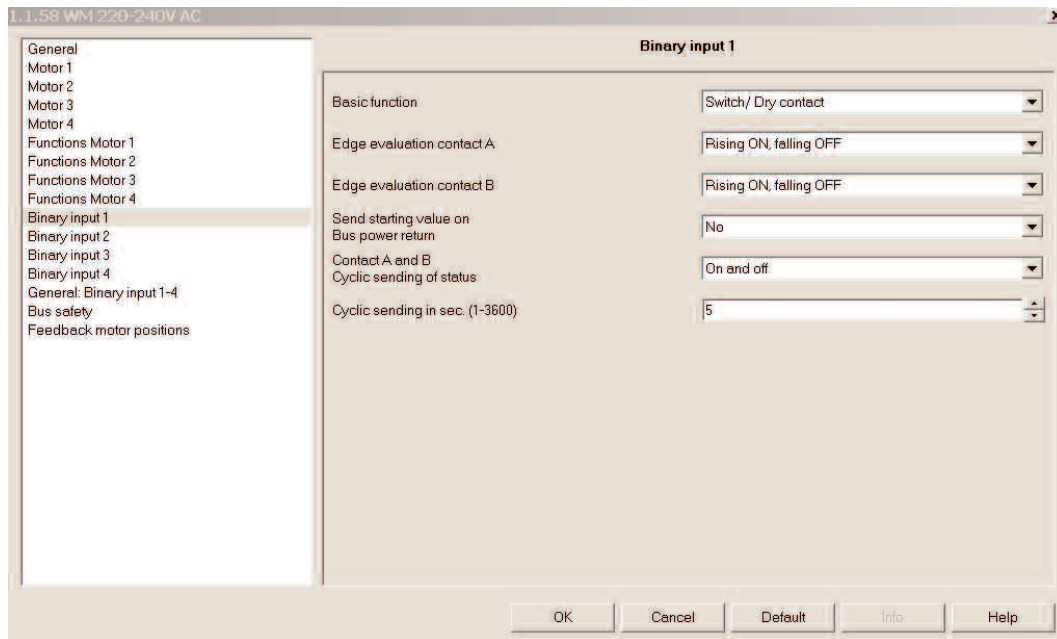 1.1.58 WM 220-240V AC
General
Motor 1
Motor 2
Motor 3
Motor 4
Functions Motor 1
Functions Motor 2
Functions Motor 3
Functions Motor 4
Binary input 1
Binary input 2
Binary input 3
Binary input 4
General: Binary input 1-4
Bus safety
Feedback motor positions
Binary input 1
Basic function
Switch/ Dry contact
Edge evaluation contact A
Rising ON, falling OFF
Edge evaluation contact B
Rising ON, falling OFF
Send starting value on
Bus power return
No
Contact A and B
Cyclic sending of status
On and off
Cyclic sending in sec. (1-3600)
5
OK
Cancel
Default
Info
Help